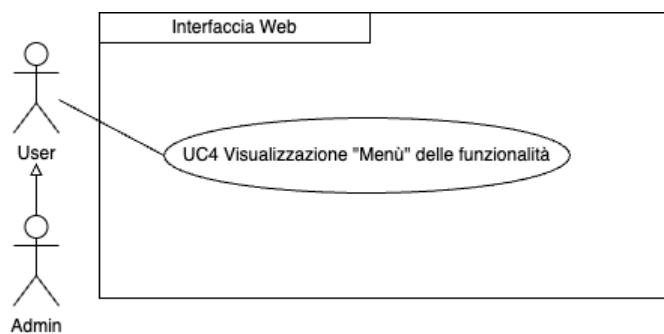 Interfaccia Web
User
UC4 Visualizzazione "Menù" delle funzionalità
Admin